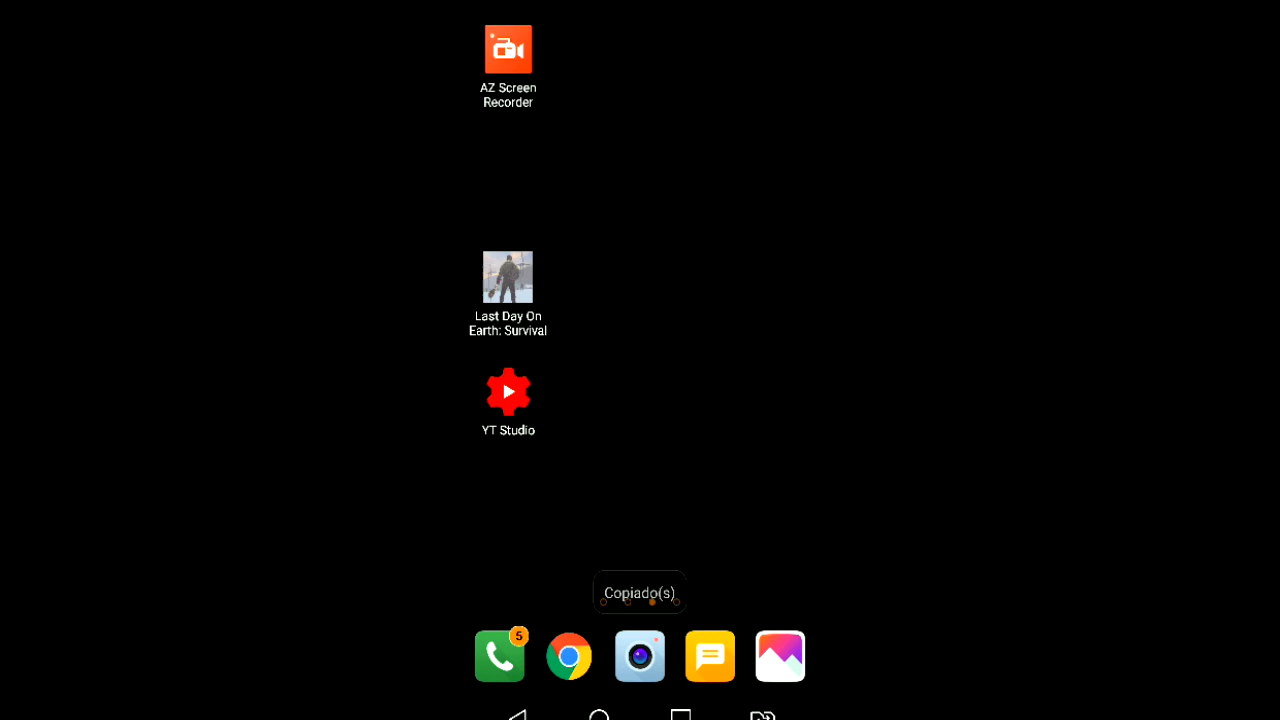 AZ Screen
Recorder
Last Day On
Earth: Survival
YT Studio
Copiado(s)
5